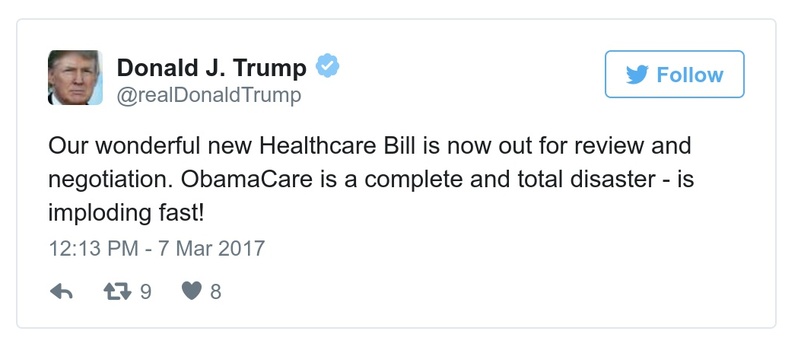 Donald J. Trump
@realDonaldTrump
Follow
Our wonderful new Healthcare Bill is now out for review and
negotiation. ObamaCare is a complete and total disaster - is
imploding fast!
12:13 PM - 7 Mar 2017
9 8